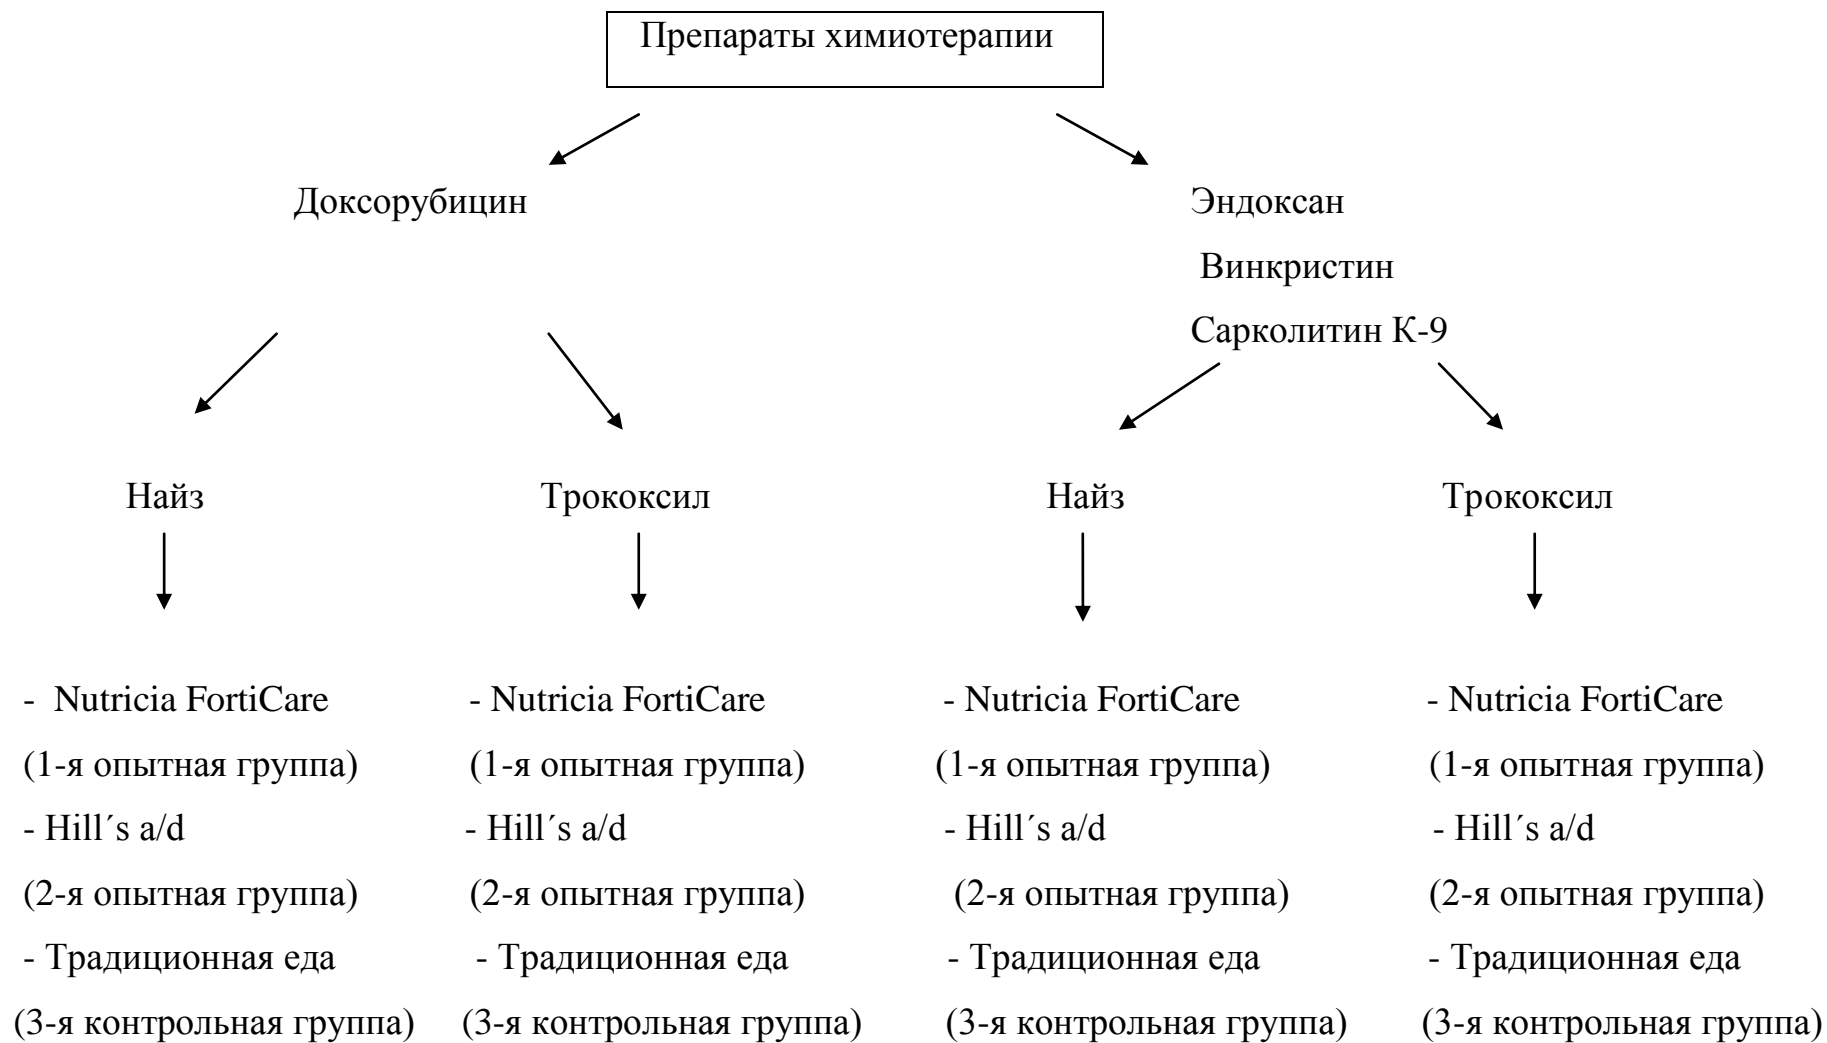 Препараты химиотерапии
Доксорубицин
Эндоксан
Винкристин
Сарколитин К-9
Найз
Трококсил
Найз
Трококсил
- Nutricia FortiCare
(1-я опытная группа)
- Hill´s a/d
(2-я опытная группа)
- Традиционная еда
(3-я контрольная группа)
- Nutricia FortiCare
(1-я опытная группа)
- Hill´s a/d
(2-я опытная группа)
- Традиционная еда
(3-я контрольная группа)
- Nutricia FortiCare
(1-я опытная группа)
- Hill´s a/d
(2-я опытная группа)
- Традиционная еда
(3-я контрольная группа)
- Nutricia FortiCare
(1-я опытная группа)
- Hill´s a/d
(2-я опытная группа)
- Традиционная еда
(3-я контрольная группа)